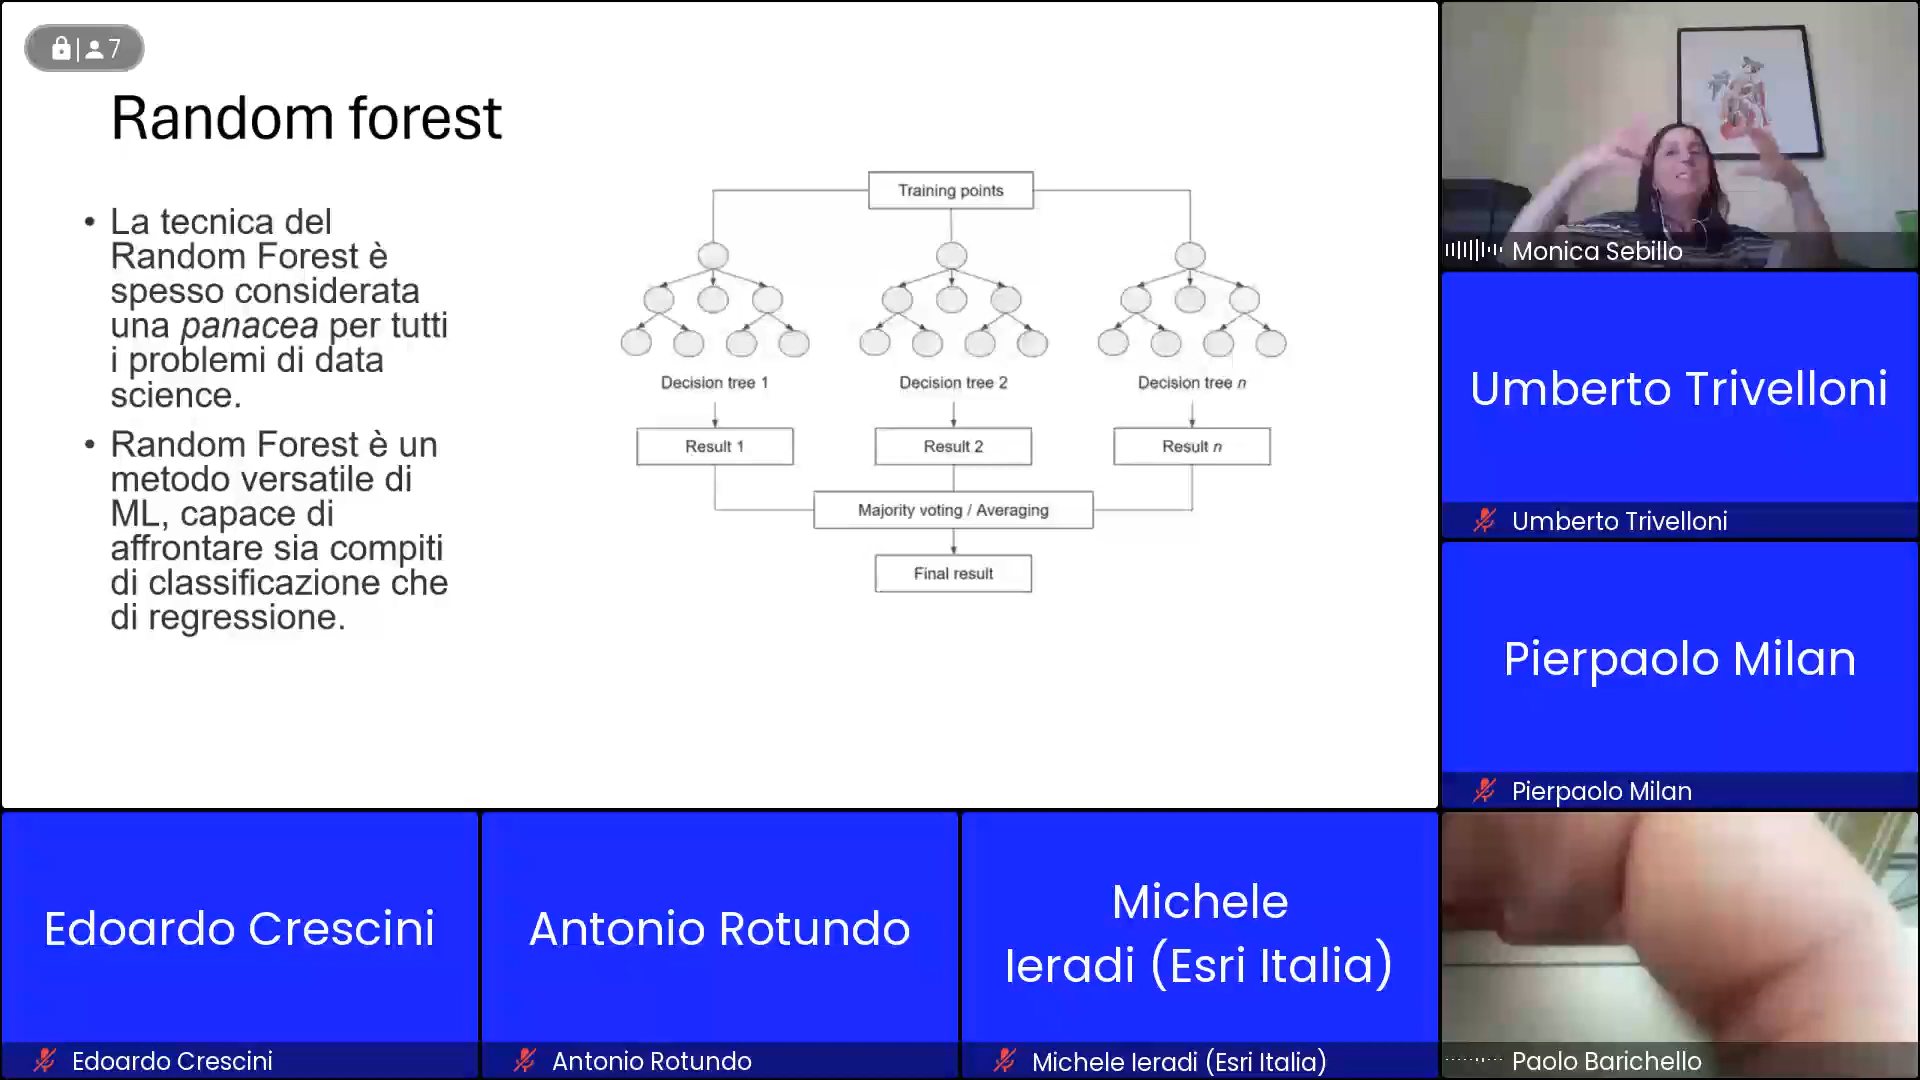 7
Random forest
• La tecnica del
Random Forest è
spesso considerata
una panacea per tutti
i problemi di data
science.
• Random Forest è un
metodo versatile di
ML, capace di
affrontare sia compiti
di classificazione che
di regressione.
Training points
Decision tree 1
Decision tree 2
Decision tree n
Result 1
Result 2
Result n
Majority voting / Averaging
Final result
Monica Sebillo
Umberto Trivelloni
Umberto Trivelloni
Pierpaolo Milan
Pierpaolo Milan
Edoardo Crescini
Edoardo Crescini
Antonio Rotundo
Antonio Rotundo
Michele
Ieradi (Esri Italia)
Michele Ieradi (Esri Italia)
Paolo Barichello